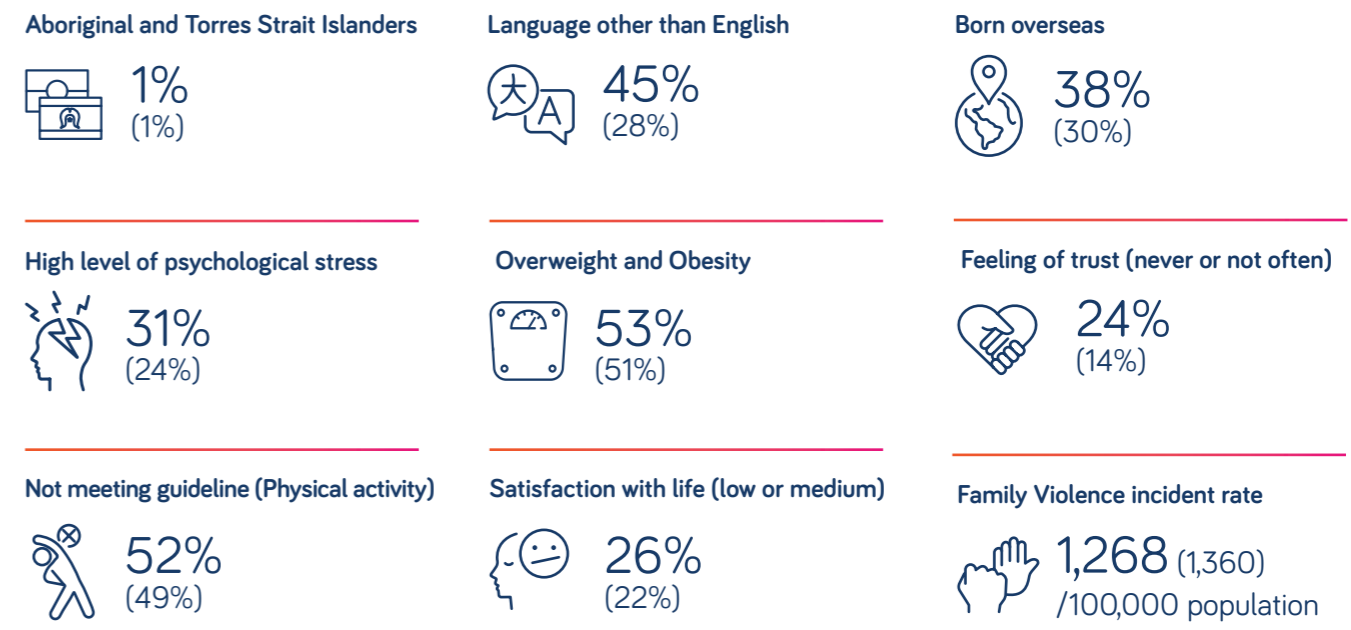 Aboriginal and Torres Strait Islanders
1%
(1%)
Language other than English
大
A
45%
(28%)
Born overseas
38%
(30%)
High level of psychological stress
31%
(24%)
Overweight and Obesity
53%
(51%)
Feeling of trust (never or not often)
24%
(14%)
Not meeting guideline (Physical activity)
52%
(49%)
Satisfaction with life (low or medium)
26%
(22%)
Family Violence incident rate
1,268 (1,360)
/100,000 population